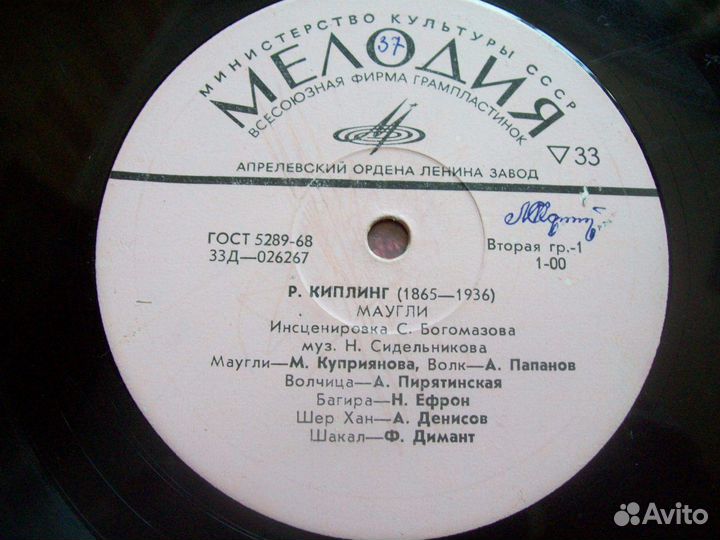 МИНИСТЕРСТВО КУЛЬТУРЫ СССР
37
МЕЛОДИЯ
ВСЕСОЮЗНАЯ ФИРМА ГРАМПЛАСТИНОК
▽33
АПРЕЛЕВСКИЙ ОРДЕНА ЛЕНИНА ЗАВОД
ГОСТ 5289-68
33Д—026267
Вторая гр.-1
1-00
Р. КИПЛИНГ (1865—1936)
МАУГЛИ
Инсценировка С. Богомазова
муз. Н. Сидельникова
Маугли—М. Куприянова, Волк—А. Папанов
Волчица—А. Пирятинская
Багира—Н. Ефрон
Шер Хан—А. Денисов
Шакал—Ф. Димант
Avito